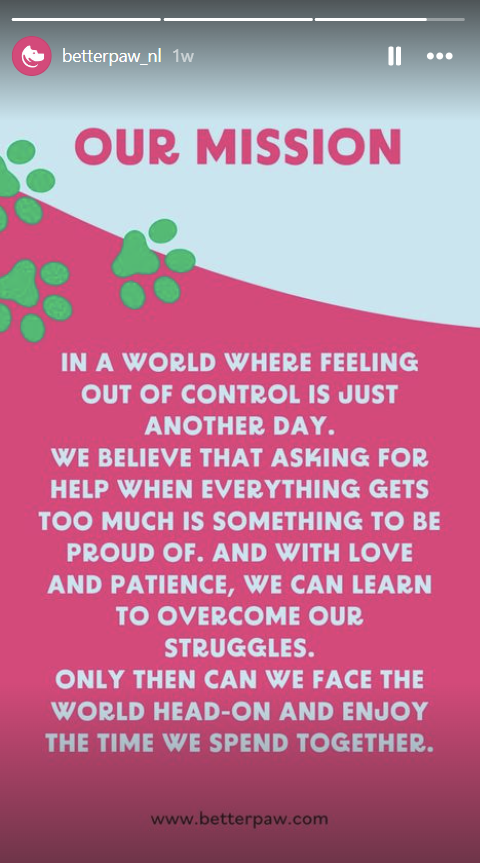 betterpaw_nl 1w
OUR MISSION
IN A WORLD WHERE FEELING
OUT OF CONTROL IS JUST
ANOTHER DAY.
WE BELIEVE THAT ASKING FOR
HELP WHEN EVERYTHING GETS
TOO MUCH IS SOMETHING TO BE
PROUD OF. AND WITH LOVE
AND PATIENCE, WE CAN LEARN
TO OVERCOME OUR
STRUGGLES.
ONLY THEN CAN WE FACE THE
WORLD HEAD-ON AND ENJOY
THE TIME WE SPEND TOGETHER.
www.betterpaw.com